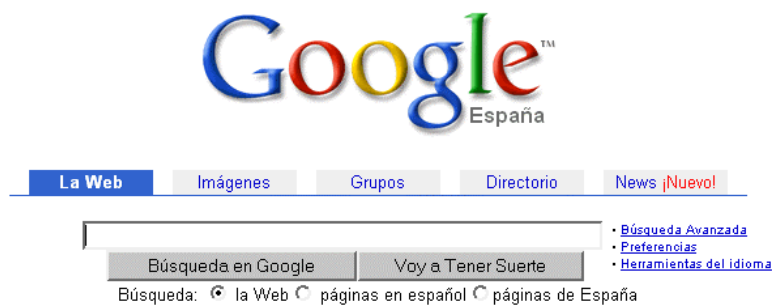 Google™
España
La Web Imágenes Grupos Directorio News ¡Nuevo!
· Búsqueda Avanzada
· Preferencias
Búsqueda en Google Voy a Tener Suerte · Herramientas del idioma
Búsqueda: la Web páginas en español páginas de España